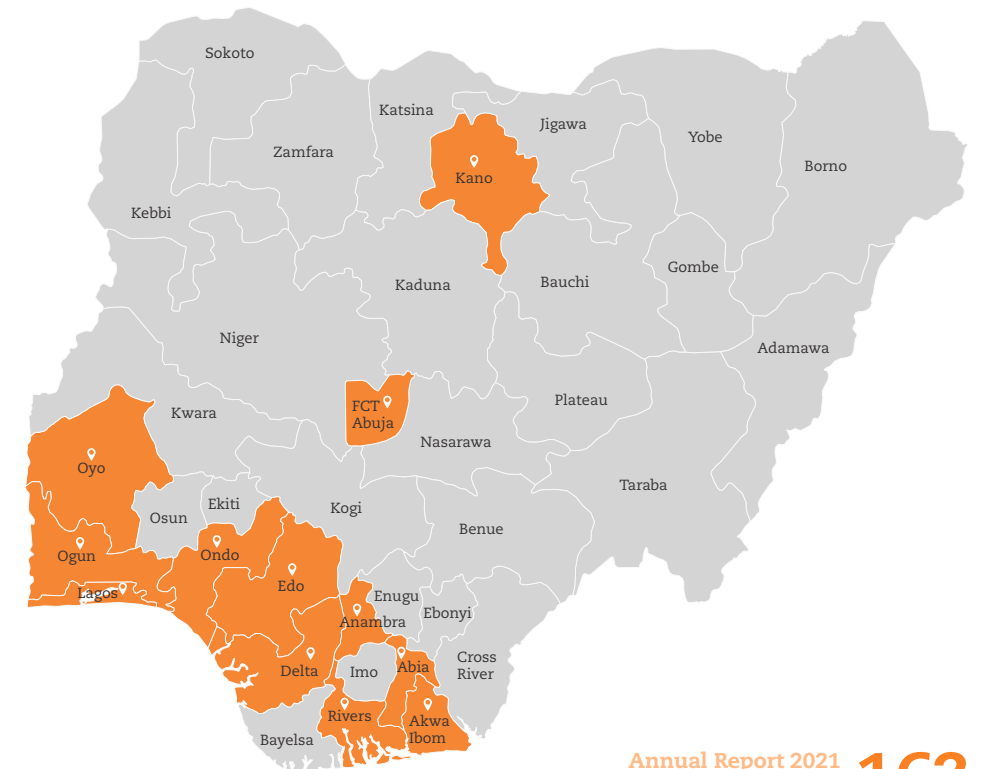 Sokoto
Katsina
Jigawa
Yobe
Zamfara
Borno
Kano
Kebbi
Gombe
Kaduna
Bauchi
Niger
Adamawa
Plateau
FCT
Abuja
Kwara
Nasarawa
Oyo
Taraba
Ekiti
Kogi
Osun
Benue
Ogun
Ondo
Edo
Lagos
Enugu
Ebonyi
Anambra
Cross
River
Delta
Imo
Abia
Rivers
Akwa
Ibom
Bayelsa
Annual Report 2021